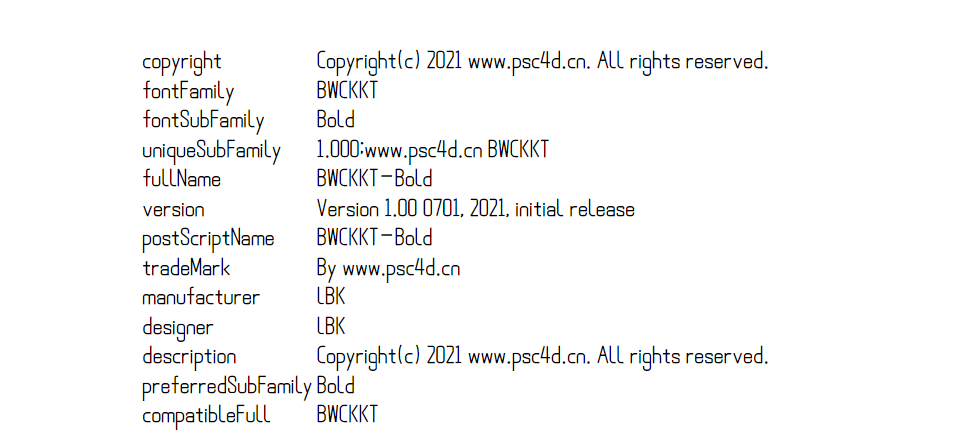 copyright Copyright(c) 2021 www.psc4d.cn. All rights reserved.
fontFamily BWCKKT
fontSubFamily Bold
uniqueSubFamily 1.000;www.psc4d.cn BWCKKT
fullName BWCKKT-Bold
version Version 1.00 0701, 2021, initial release
postScriptName BWCKKT-Bold
tradeMark By www.psc4d.cn
manufacturer LBK
designer LBK
description Copyright(c) 2021 www.psc4d.cn. All rights reserved.
preferredSubFamily Bold
compatibleFull BWCKKT